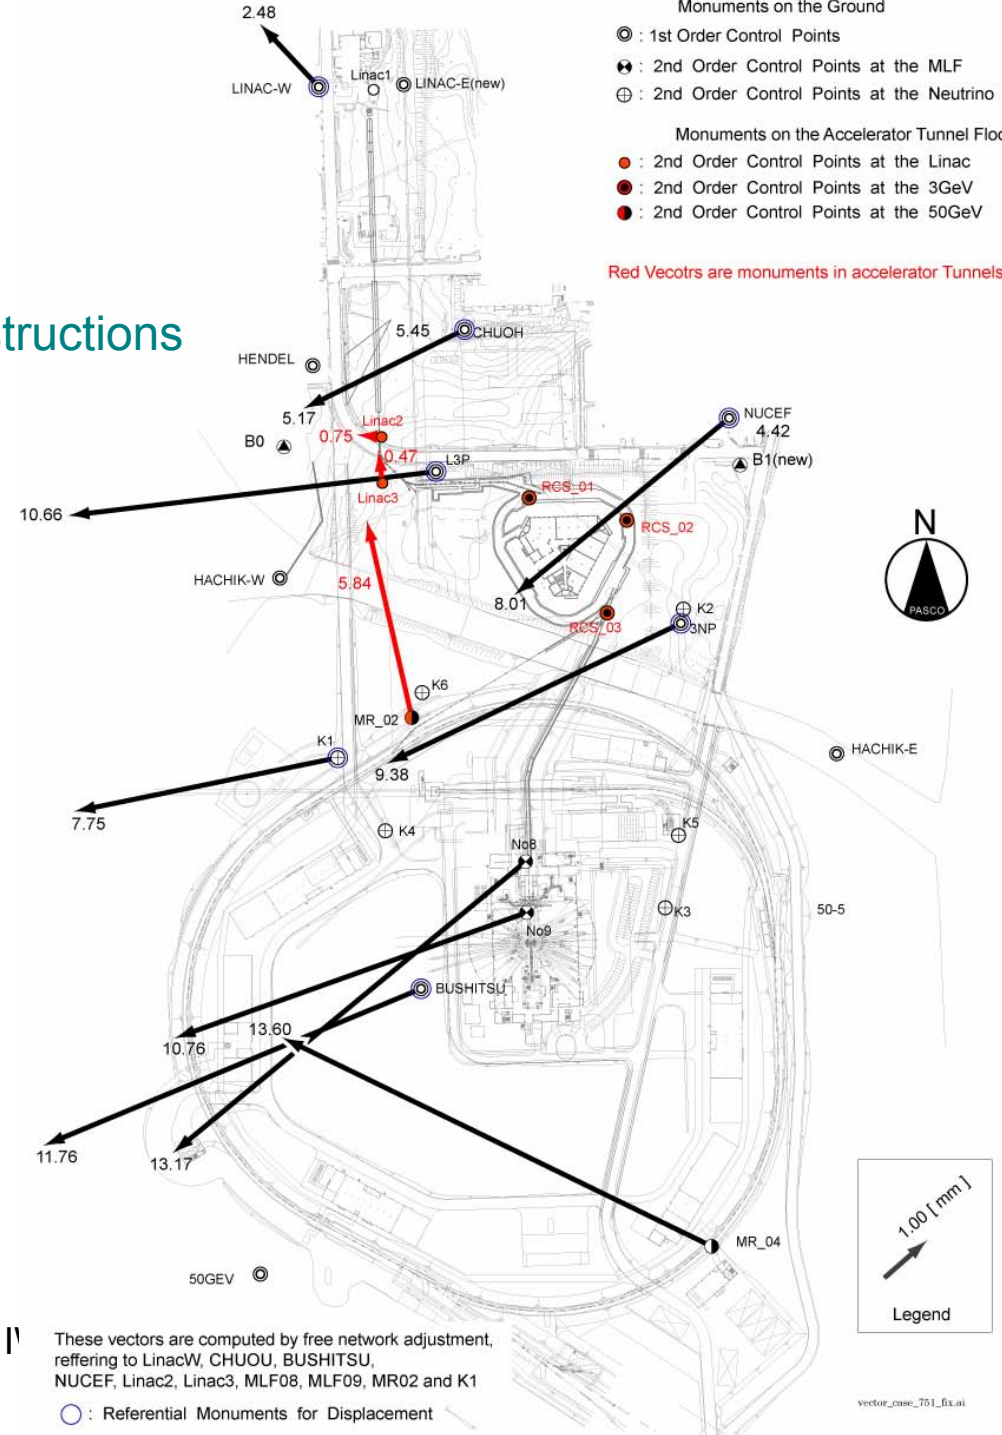 2.48
Monuments on the Ground
: 1st Order Control Points
: 2nd Order Control Points at the MLF
: 2nd Order Control Points at the Neutrino
Monuments on the Accelerator Tunnel Floo
: 2nd Order Control Points at the Linac
: 2nd Order Control Points at the 3GeV
: 2nd Order Control Points at the 50GeV
Red Vecotrs are monuments in accelerator Tunnels
LINAC-W
Linac1
LINAC-E(new)
structions
5.45
CHUOH
HENDEL
5.17
NUCEF
4.42
Linac2
B0
0.75
0.47
L3P
B1(new)
Linac3
RCS_01
10.66
RCS_02
N
PASCO
HACHIK-W
5.84
8.01
K2
RCS_03
3NP
K6
MR_02
K1
HACHIK-E
9.38
7.75
K4
K5
No8
K3
50-5
No9
BUSHITSU
13.60
10.76
11.76
13.17
1.00 [ mm ]
MR_04
50GEV
Legend
These vectors are computed by free network adjustment,
reffering to LinacW, CHUOU, BUSHITSU,
NUCEF, Linac2, Linac3, MLF08, MLF09, MR02 and K1
: Referential Monuments for Displacement
vector_case_751_fix.ai